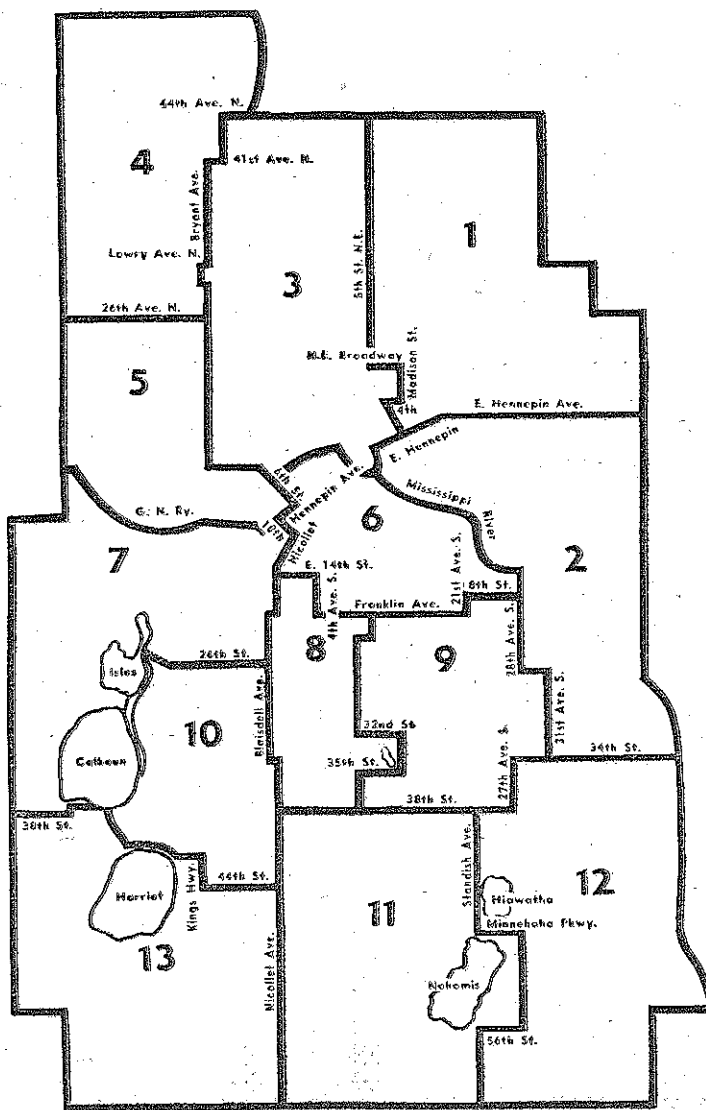 44th Ave. N.
4
41st Ave. N.
Bryant Ave.
1
Lowry Ave. N.
5th St. N.E.
3
26th Ave. N.
N.E. Broadway
Madison St.
5
4th
E. Hennepin Ave.
E. Hennepin
6th St.
Hennepin Ave.
Mississippi
River
G. N. Ry.
10th
Nicollet
6
7
E. 14th St.
21st Ave. S.
8th St.
2
4th Ave. S.
Franklin Ave.
28th Ave. S.
8
9
26th St.
Isles
Blaisdell Ave.
31st Ave. S.
10
32nd St.
27th Ave. S.
Calhoun
35th St.
34th St.
38th St.
38th St.
Kings Hwy.
44th St.
Standish Ave.
Harriet
Hiawatha
12
11
Minnehaha Pkwy.
13
Nicollet Ave.
Nokomis
56th St.